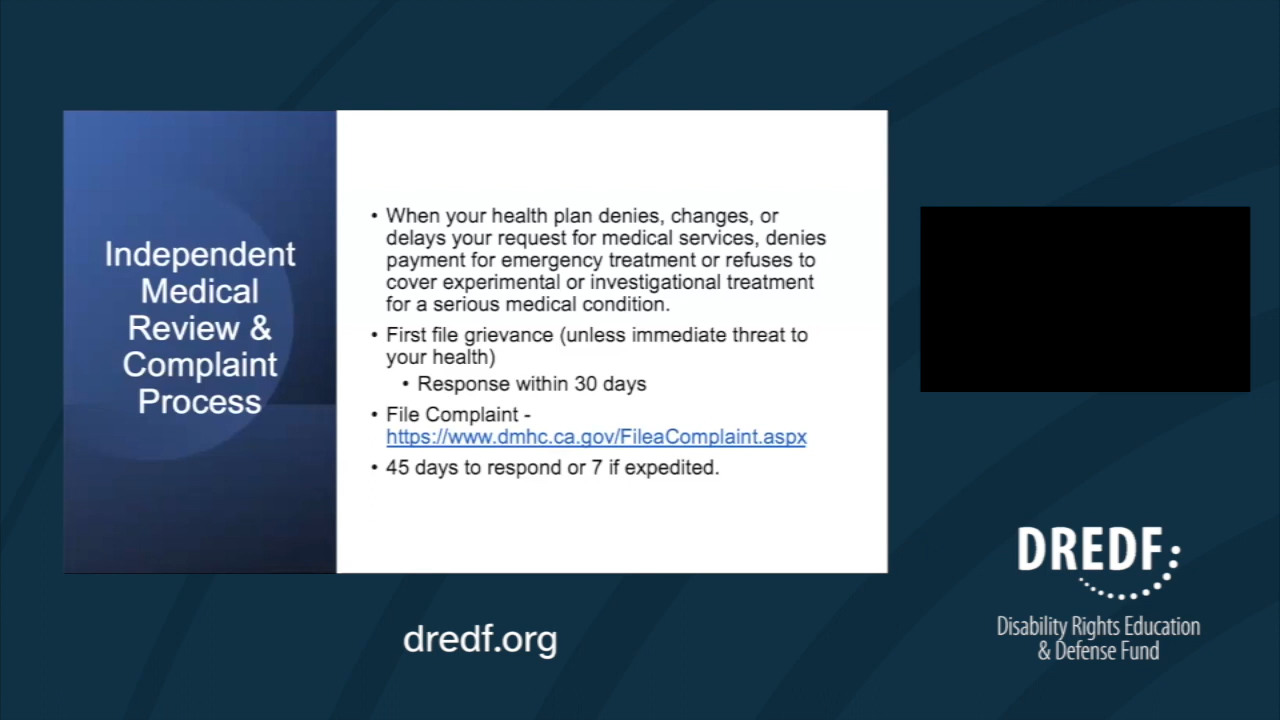 Independent
Medical
Review &
Complaint
Process
• When your health plan denies, changes, or
delays your request for medical services, denies
payment for emergency treatment or refuses to
cover experimental or investigational treatment
for a serious medical condition.
• First file grievance (unless immediate threat to
your health)
• Response within 30 days
• File Complaint -
https://www.dmhc.ca.gov/FileaComplaint.aspx
• 45 days to respond or 7 if expedited.
dredf.org
DREDF
Disability Rights Education
& Defense Fund